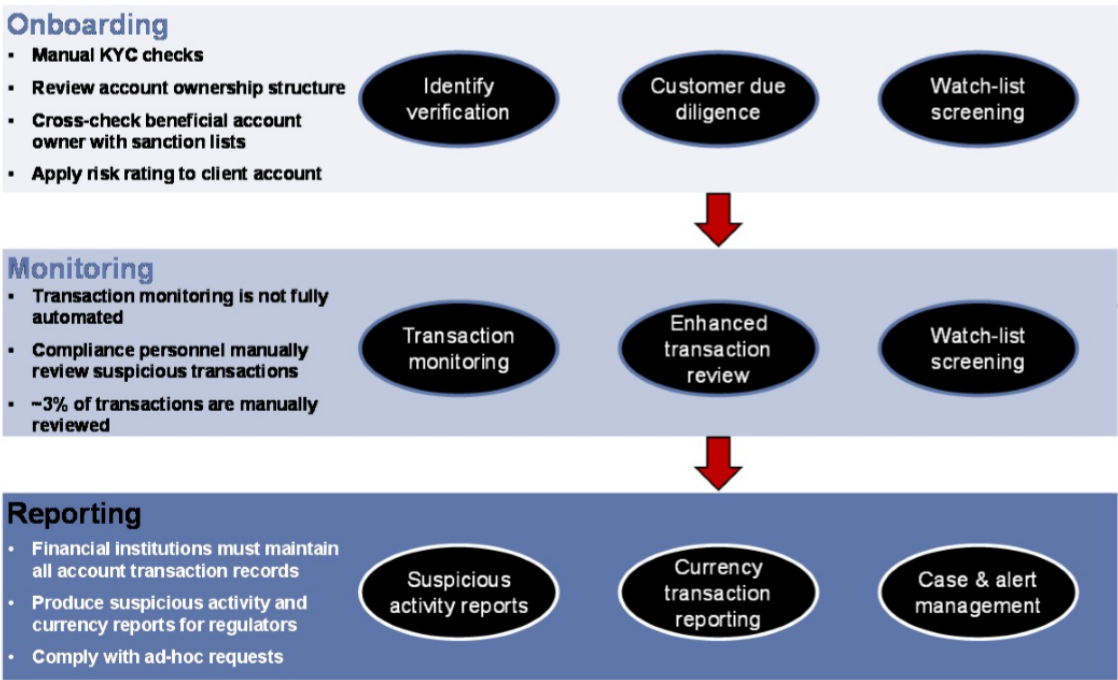 Onboarding
▪ Manual KYC checks
▪ Review account ownership structure
▪ Cross-check beneficial account
owner with sanction lists
▪ Apply risk rating to client account
Identify
verification
Customer due
diligence
Watch-list
screening
Monitoring
▪ Transaction monitoring is not fully
automated
▪ Compliance personnel manually
review suspicious transactions
▪ ~3% of transactions are manually
reviewed
Transaction
monitoring
Enhanced
transaction
review
Watch-list
screening
Reporting
• Financial institutions must maintain
all account transaction records
• Produce suspicious activity and
currency reports for regulators
• Comply with ad-hoc requests
Suspicious
activity reports
Currency
transaction
reporting
Case & alert
management